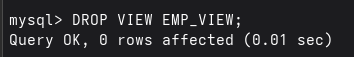 mysql> DROP VIEW EMP_VIEW;
Query OK, 0 rows affected (0.01 sec)